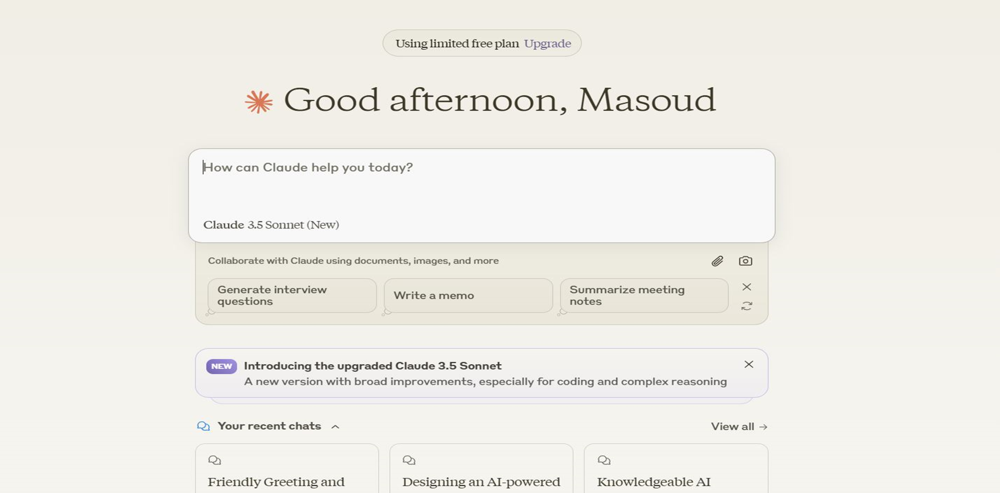 Using limited free plan Upgrade
Good afternoon, Masoud
How can Claude help you today?
Claude 3.5 Sonnet (New)
Collaborate with Claude using documents, images, and more
Generate interview
questions
Write a memo
Summarize meeting
notes
NEW Introducing the upgraded Claude 3.5 Sonnet
A new version with broad improvements, especially for coding and complex reasoning
Your recent chats
View all
Friendly Greeting and
Designing an AI-powered
Knowledgeable AI